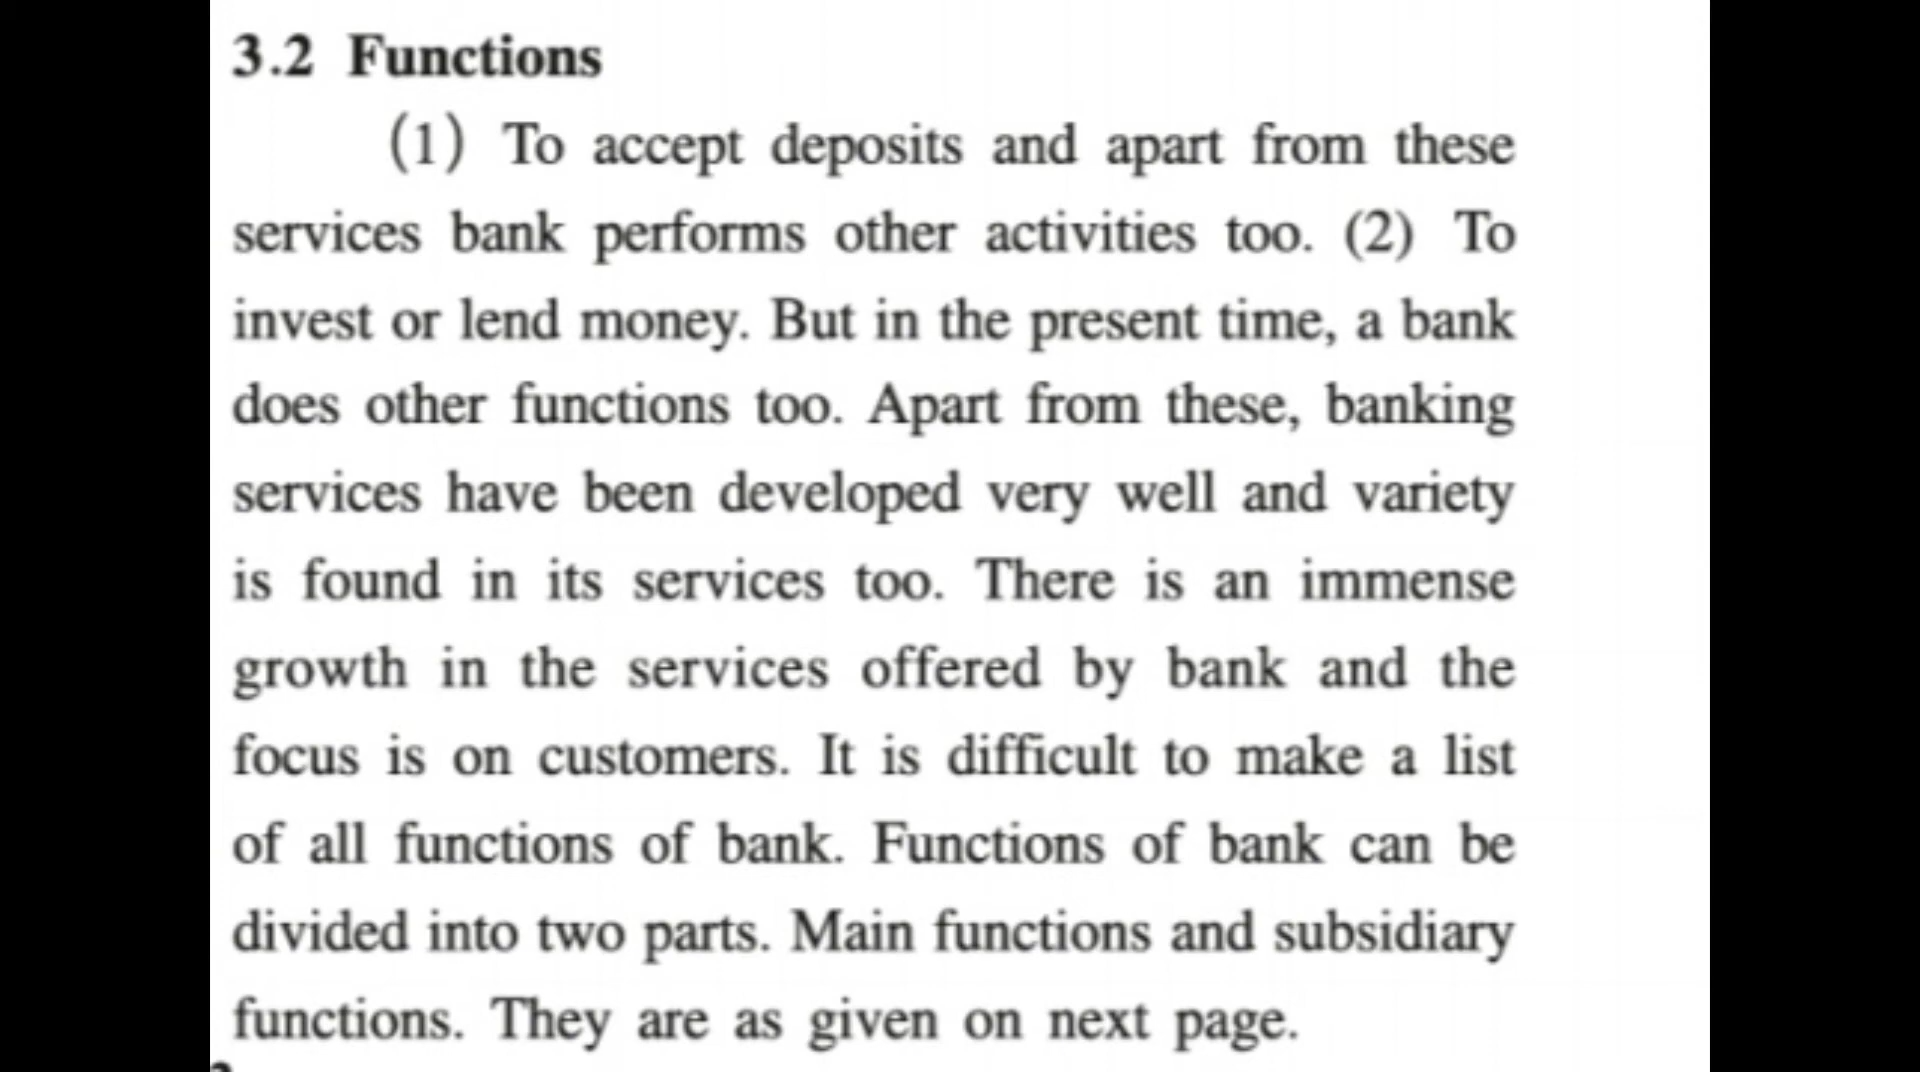 3.2 Functions
(1) To accept deposits and apart from these
services bank performs other activities too. (2) To
invest or lend money. But in the present time, a bank
does other functions too. Apart from these, banking
services have been developed very well and variety
is found in its services too. There is an immense
growth in the services offered by bank and the
focus is on customers. It is difficult to make a list
of all functions of bank. Functions of bank can be
divided into two parts. Main functions and subsidiary
functions. They are as given on next page.